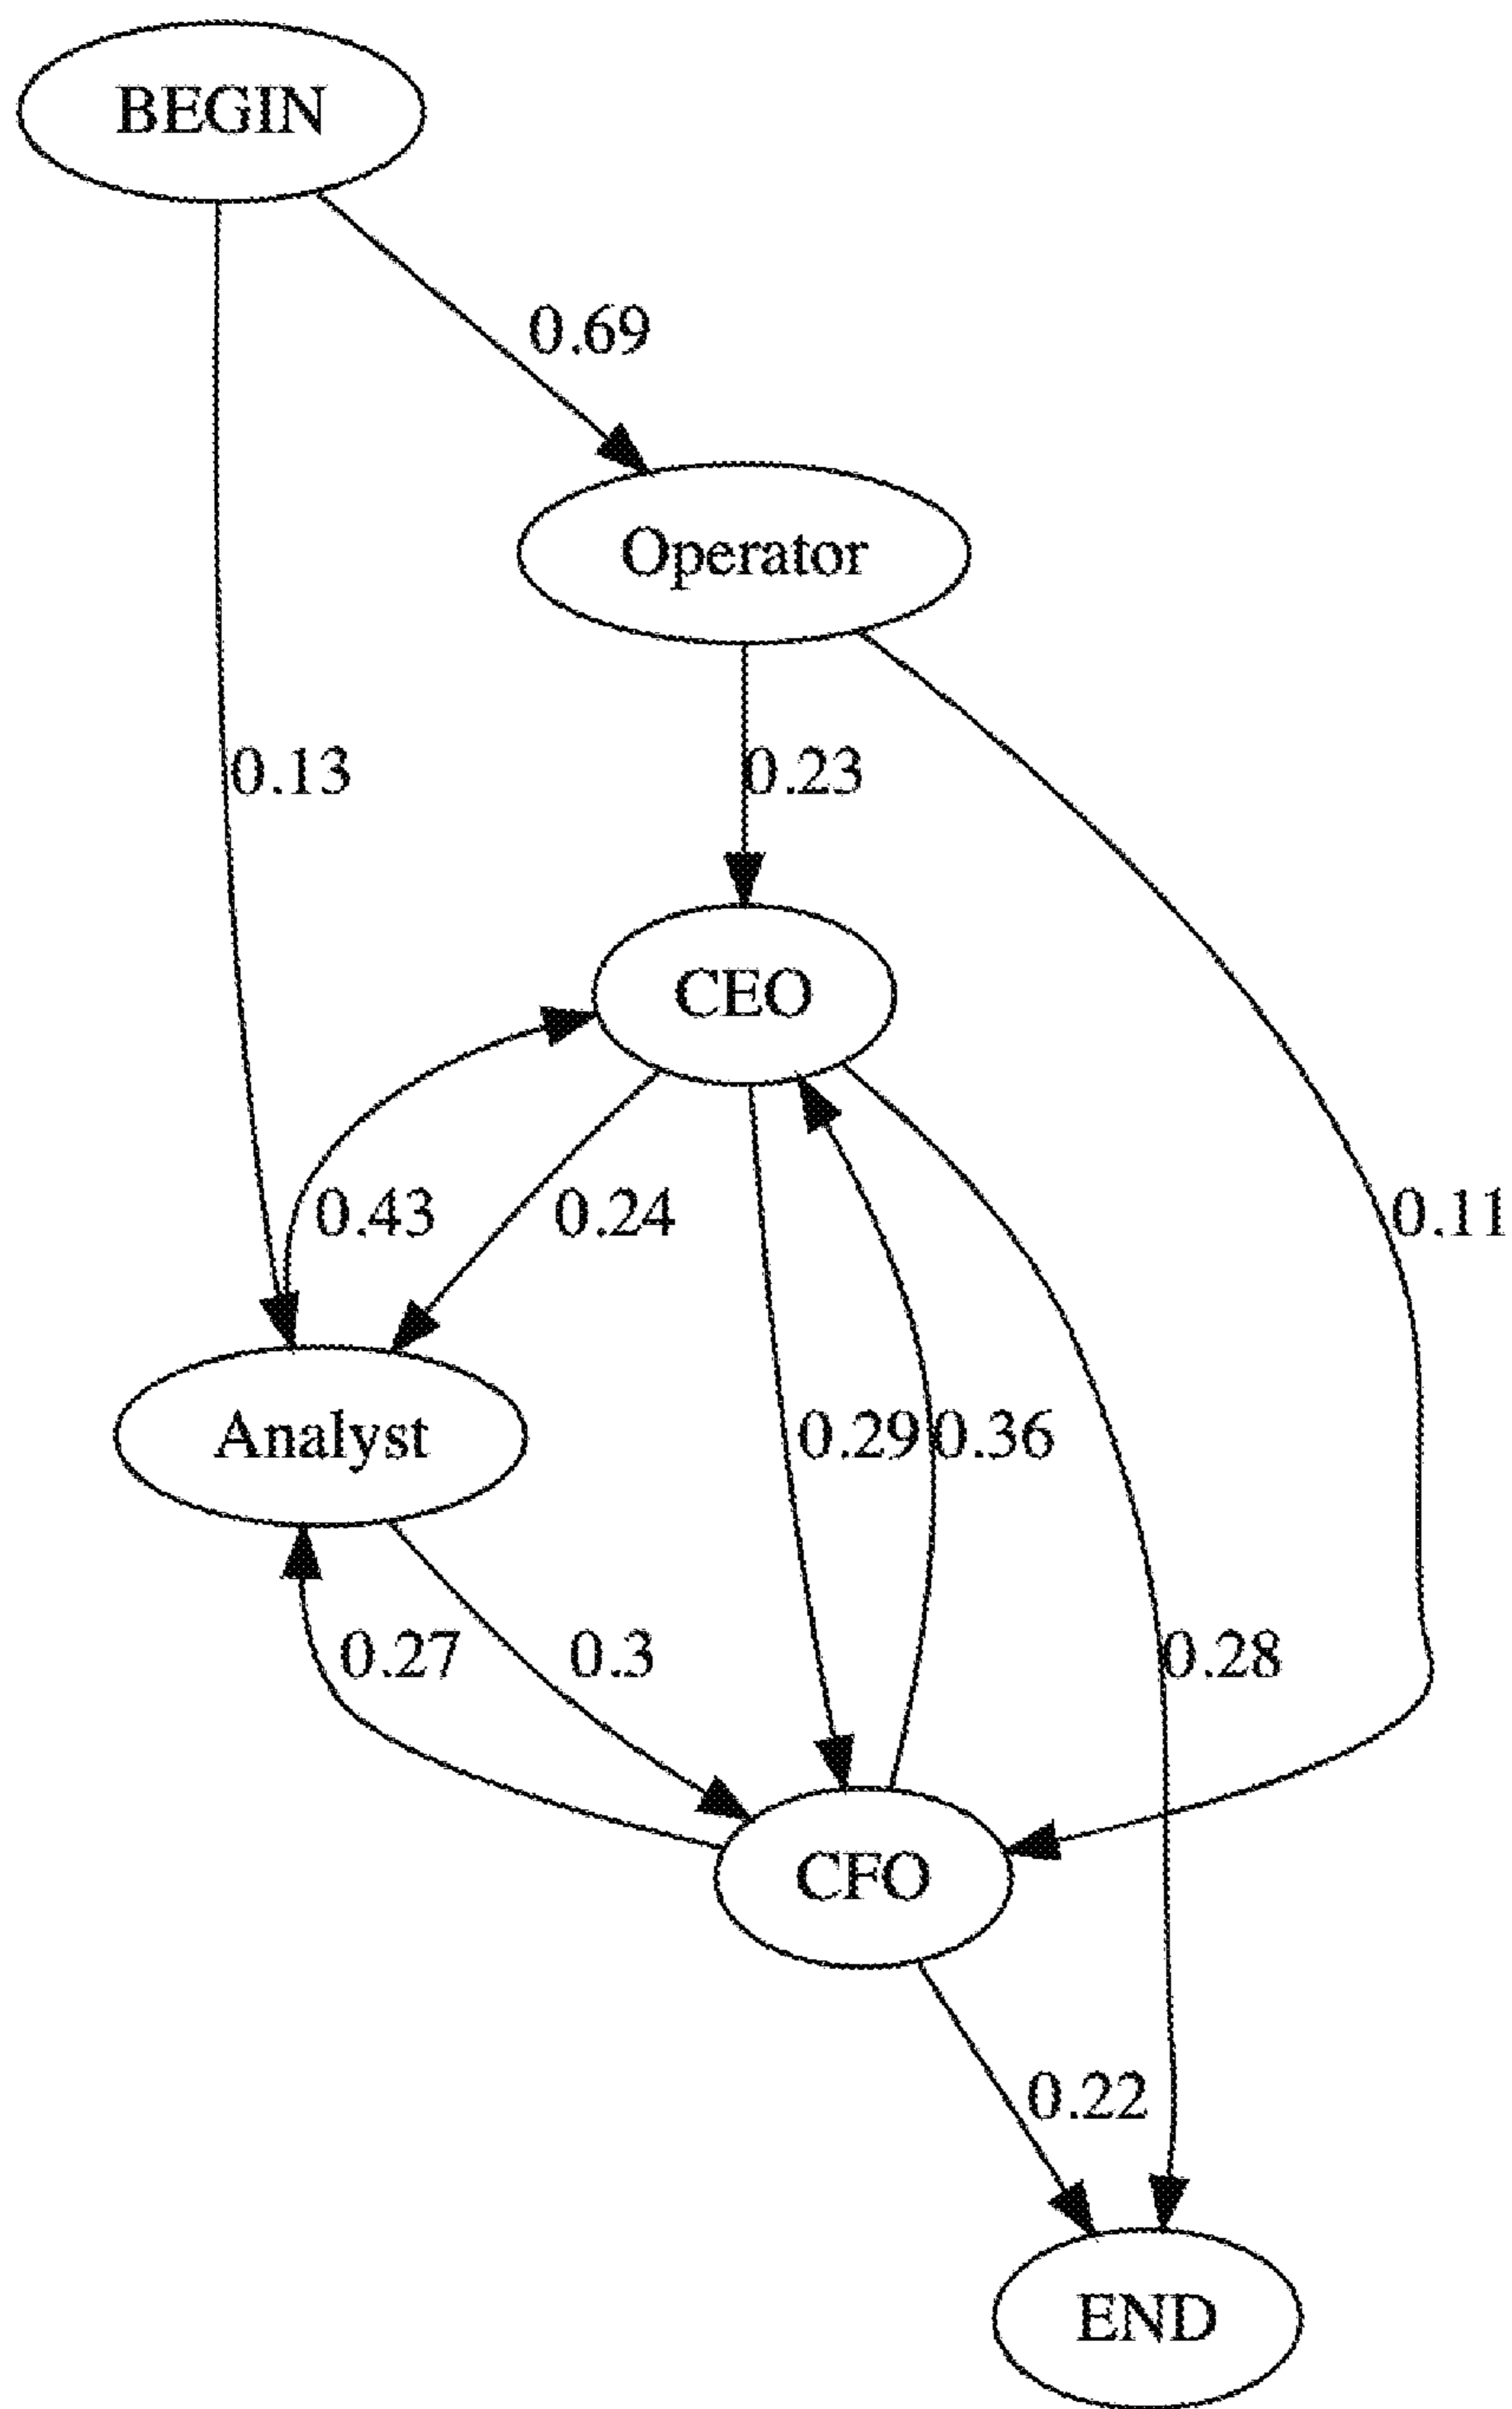 BEGIN
0.69
Operator
0.13
0.23
CEO
0.43
0.24
0.11
Analyst
0.29
0.36
0.27
0.3
0.28
CFO
0.22
END